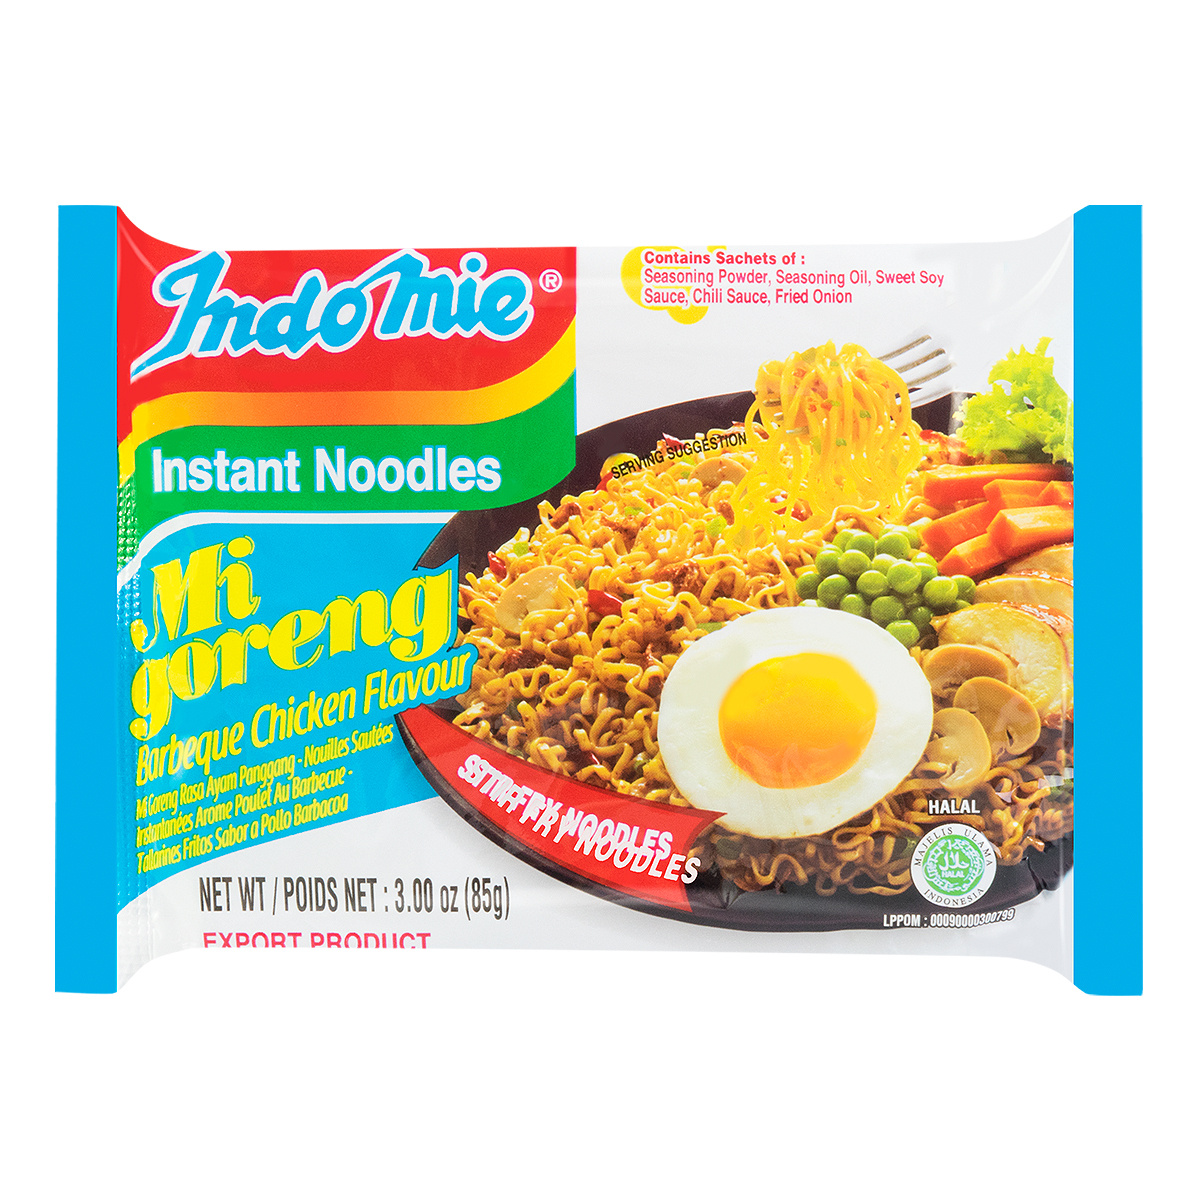 Indomie®
Contains Sachets of :
Seasoning Powder, Seasoning Oil, Sweet Soy
Sauce, Chili Sauce, Fried Onion
SERVING SUGGESTION
Instant Noodles
Mi
goreng
Barbeque Chicken Flavour
Mi Goreng Rasa Ayam Panggang - Nouilles Sautées
Instantanées Arome Poulet Au Barbecue -
Tallarines Fritos Sabor a Pollo Barbacoa
STIR FRY NOODLES
HALAL
MAJELIS ULAMA
HALAL
INDONESIA
LPPOM : 00090000300799
NET WT / POIDS NET : 3.00 oz (85g)
EXPORT PRODUCT